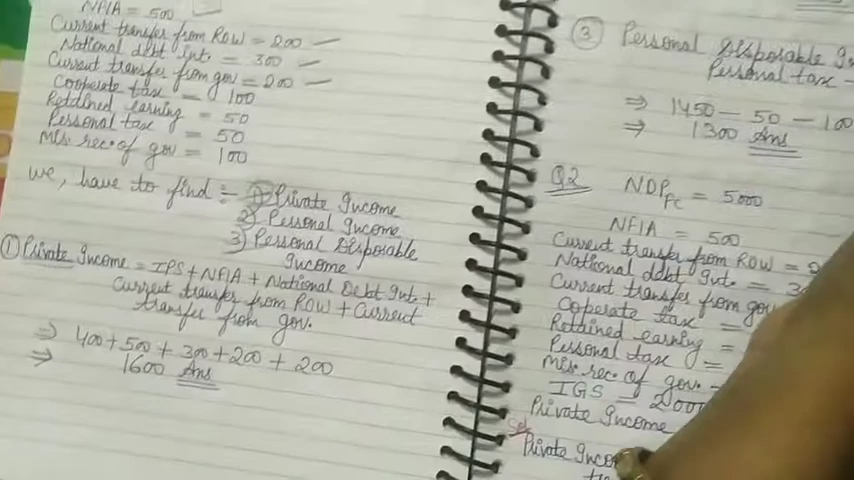 NFIA = 500
Current transfer from ROW = 200 —
National debt int. = 300 —
Current transfer from gov = 200 —
Cooperate tax = 100
Retained earning = 50
Personal tax = 50
Mis. rec. of gov = 100
we, have to find :- ① Private Income
2) Personal Income
3) Personal Disposable
Income
① Private Income = IPS + NFIA + National Debt Int. +
Current transfer from ROW + Current
transfer from gov.
⇒ 400 + 500 + 300 + 200 + 200
⇒ 1600 Ans
③ Personal Disposable
Personal tax -
⇒ 1450 — 50 — 100
⇒ 1300 Ans
Q2 NDPFC = 5000
NFIA = 500
Current transfer from ROW =
National debt Int. =
Current transfer from gov
Coperate tax =
Retained earning =
Personal tax =
Mis. rec. of gov. -
IGS = 2000
Private Income
Sol
Private Inco